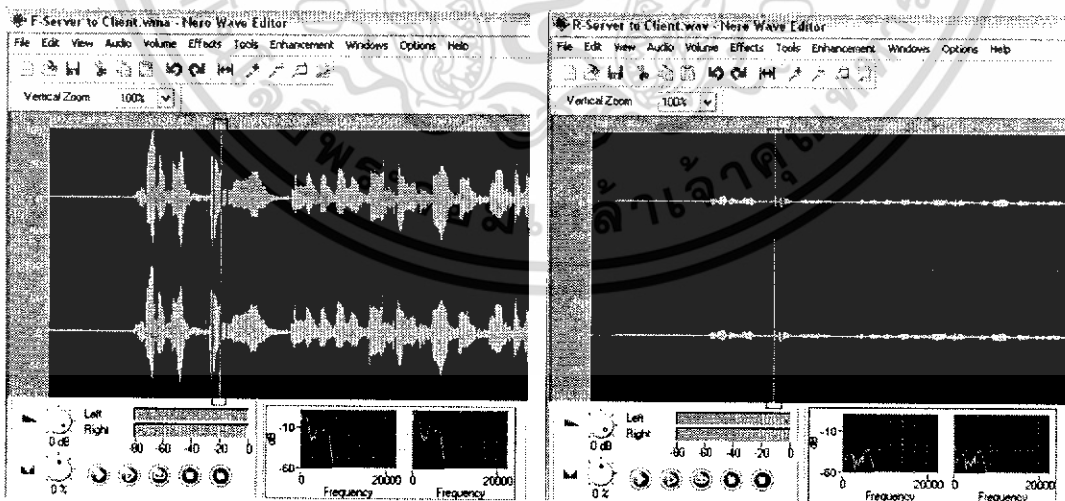 F-Server to Client.wma - Nero Wave Editor
File Edit View Audio Volume Effects Tools Enhancement Windows Options Help
Vertical Zoom 100%
Left
Right
0 dB
-80 -60 -40 -20 0
0 %
dB
-10
-60
0 20000
Frequency
Frequency
R-Server to Client.wav - Nero Wave Editor
File Edit View Audio Volume Effects Tools Enhancement Windows Options Help
Vertical Zoom 100%
Left
Right
0 dB
-80 -60 -40 -20 0
0 %
dB
-10
-60
0 20000 0 20000
Frequency
Frequency